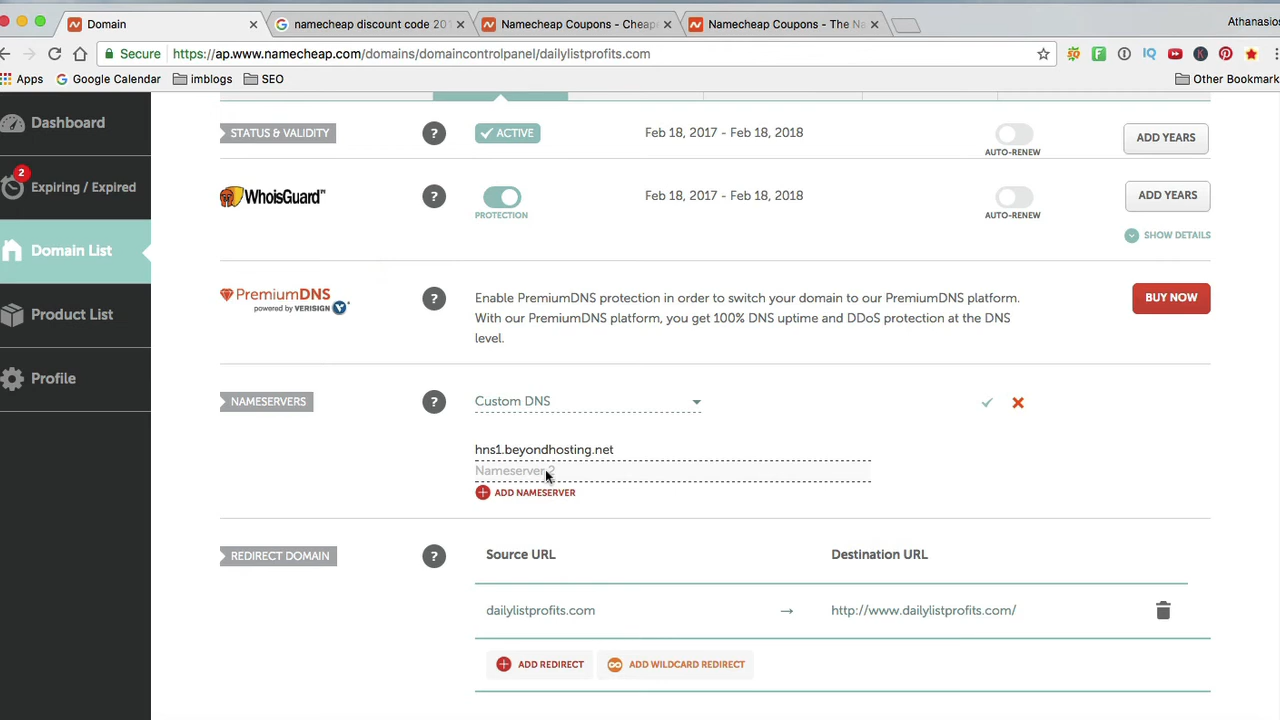 Domain
namecheap discount code 201
Namecheap Coupons - Cheap
Namecheap Coupons - The N
Athanasio
Secure
https://ap.www.namecheap.com/domains/domaincontrolpanel/dailylistprofits.com
Apps
Google Calendar
imblogs
SEO
Other Bookmark
Dashboard
2
Expiring / Expired
Domain List
Product List
Profile
STATUS & VALIDITY
?
ACTIVE
Feb 18, 2017 - Feb 18, 2018
AUTO-RENEW
ADD YEARS
WhoisGuard
?
PROTECTION
Feb 18, 2017 - Feb 18, 2018
AUTO-RENEW
ADD YEARS
SHOW DETAILS
PremiumDNS
powered by VERISIGN
?
Enable PremiumDNS protection in order to switch your domain to our PremiumDNS platform.
With our PremiumDNS platform, you get 100% DNS uptime and DDoS protection at the DNS
level.
BUY NOW
NAMESERVERS
?
Custom DNS
hns1.beyondhosting.net
Nameserver 2
ADD NAMESERVER
REDIRECT DOMAIN
?
Source URL
Destination URL
dailylistprofits.com
→
http://www.dailylistprofits.com/
ADD REDIRECT
ADD WILDCARD REDIRECT